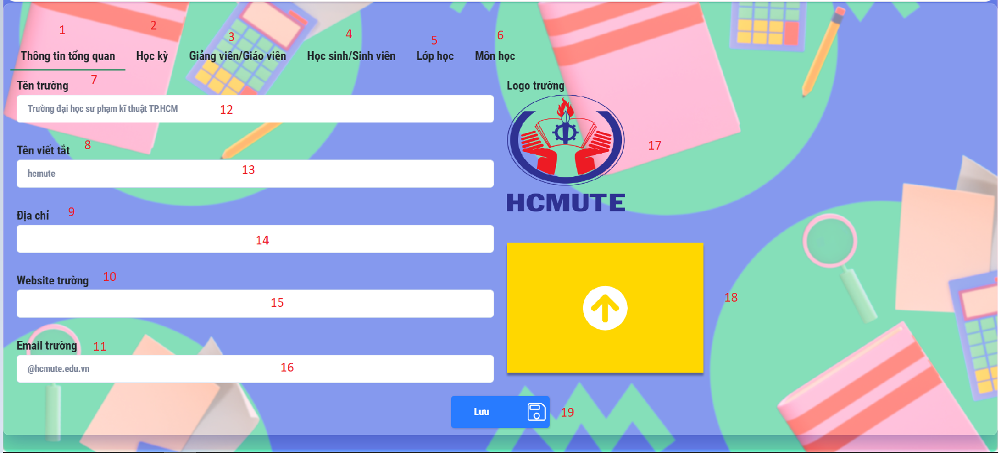 1 2 3 4 5 6
Thông tin tổng quan Học kỳ Giảng viên/Giáo viên Học sinh/Sinh viên Lớp học Môn học
Tên trường 7
Trường đại học sư phạm kĩ thuật TP.HCM 12
Tên viết tắt 8
hcmute 13
Địa chỉ 9
14
Website trường 10
15
Email trường 11
@hcmute.edu.vn 16
Logo trường
17
HCMUTE
18
Lưu 19